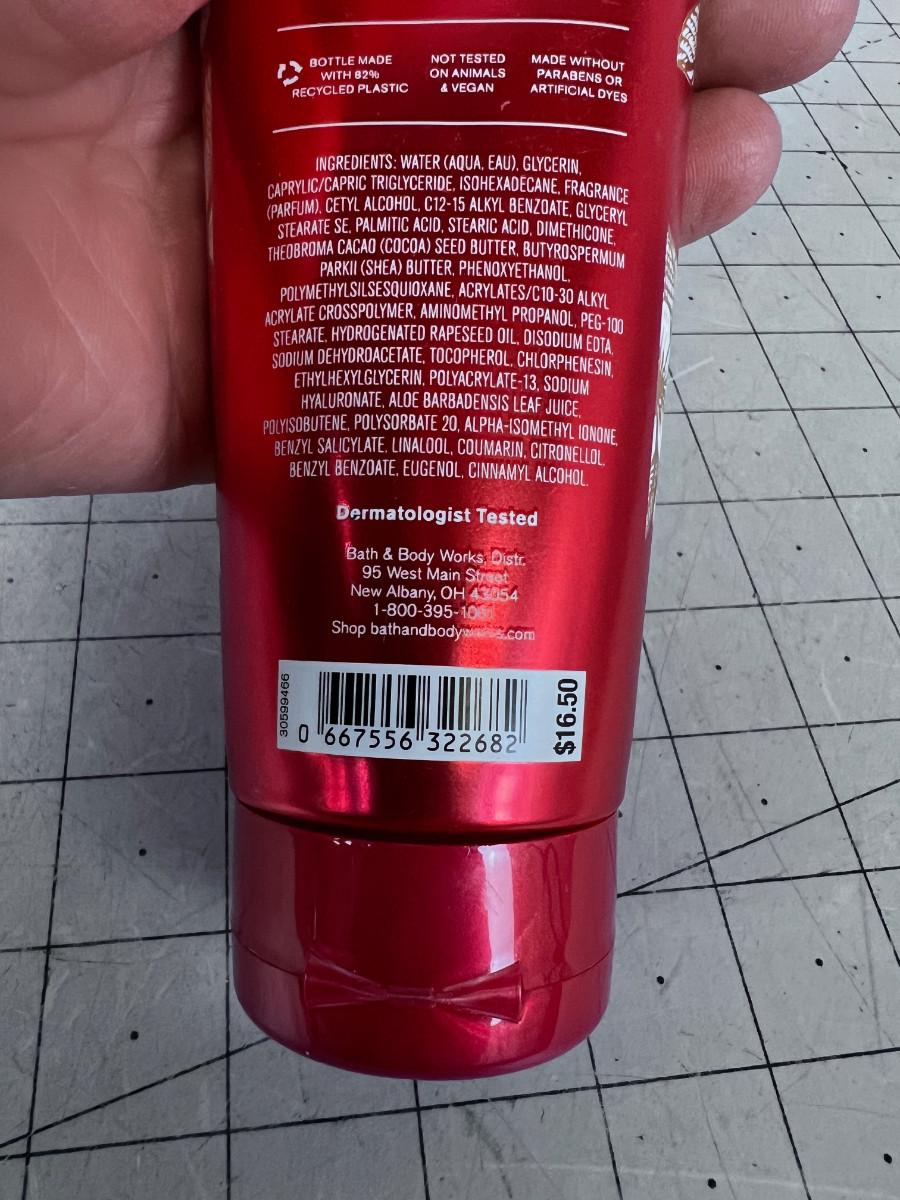 BOTTLE MADE
WITH 82%
RECYCLED PLASTIC
NOT TESTED
ON ANIMALS
& VEGAN
MADE WITHOUT
PARABENS OR
ARTIFICIAL DYES
INGREDIENTS: WATER (AQUA, EAU), GLYCERIN,
CAPRYLIC/CAPRIC TRIGLYCERIDE, ISOHEXADECANE, FRAGRANCE
(PARFUM), CETYL ALCOHOL, C12-15 ALKYL BENZOATE, GLYCERYL
STEARATE SE, PALMITIC ACID, STEARIC ACID, DIMETHICONE,
THEOBROMA CACAO (COCOA) SEED BUTTER, BUTYROSPERMUM
PARKII (SHEA) BUTTER, PHENOXYETHANOL,
POLYMETHYLSILSESQUIOXANE, ACRYLATES/C10-30 ALKYL
ACRYLATE CROSSPOLYMER, AMINOMETHYL PROPANOL, PEG-100
STEARATE, HYDROGENATED RAPESEED OIL, DISODIUM EDTA,
SODIUM DEHYDROACETATE, TOCOPHEROL, CHLORPHENESIN,
ETHYLHEXYLGLYCERIN, POLYACRYLATE-13, SODIUM
HYALURONATE, ALOE BARBADENSIS LEAF JUICE,
POLYISOBUTENE, POLYSORBATE 20, ALPHA-ISOMETHYL IONONE,
BENZYL SALICYLATE, LINALOOL, COUMARIN, CITRONELLOL,
BENZYL BENZOATE, EUGENOL, CINNAMYL ALCOHOL.
Dermatologist Tested
Bath & Body Works, Distr.
95 West Main Street
New Albany, OH 43054
Shop bathandbodyworks.com
30599466
0 667556 322682
$16.50